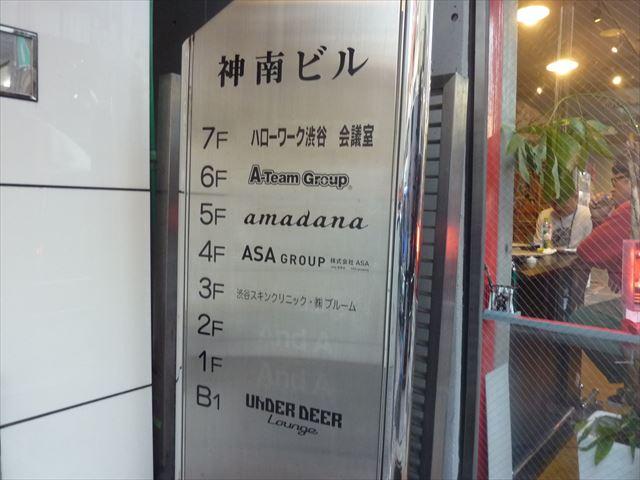 神南ビル
7F ハローワーク渋谷 会議室
6F A-Team Group
5F amadana
4F ASA GROUP 株式会社 ASA
3F 渋谷スキンクリニック・㈱ブルーム
2F And A
1F And A
B1 UnDER DEER Lounge